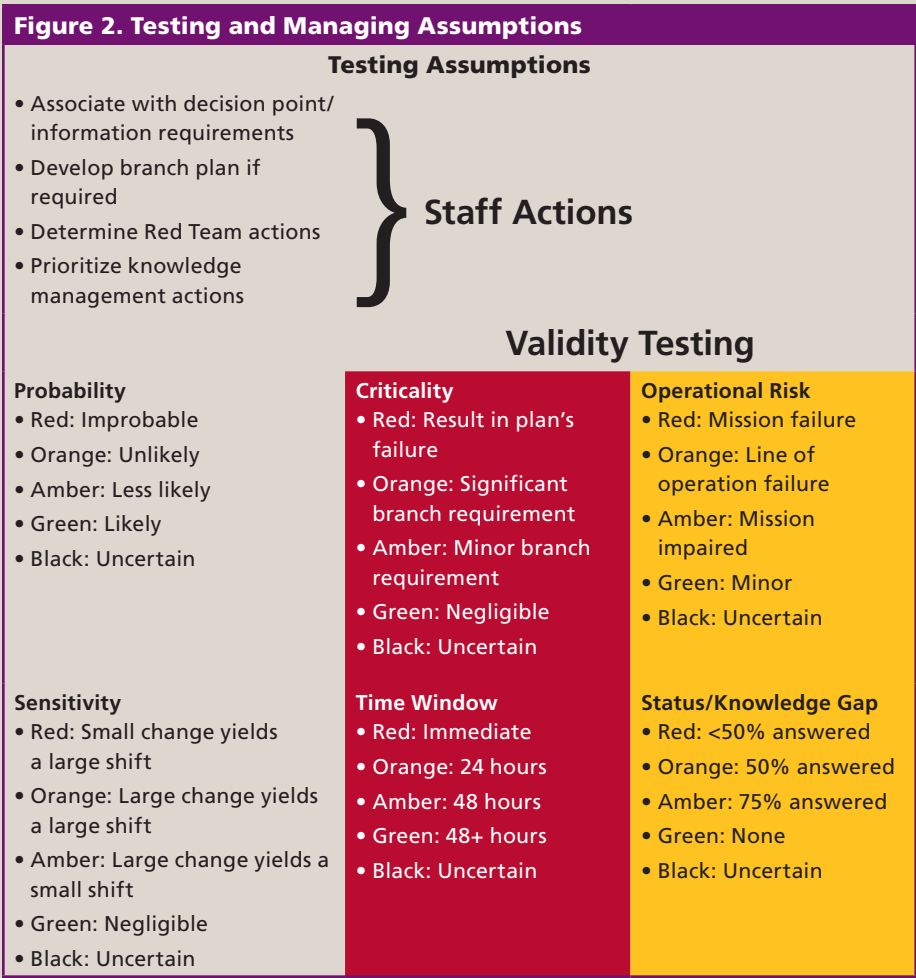 Figure 2. Testing and Managing Assumptions
Testing Assumptions
• Associate with decision point/
information requirements
• Develop branch plan if
required
• Determine Red Team actions
• Prioritize knowledge
management actions
} Staff Actions
Validity Testing
Probability
• Red: Improbable
• Orange: Unlikely
• Amber: Less likely
• Green: Likely
• Black: Uncertain
Criticality
• Red: Result in plan’s
failure
• Orange: Significant
branch requirement
• Amber: Minor branch
requirement
• Green: Negligible
• Black: Uncertain
Operational Risk
• Red: Mission failure
• Orange: Line of
operation failure
• Amber: Mission
impaired
• Green: Minor
• Black: Uncertain
Sensitivity
• Red: Small change yields
a large shift
• Orange: Large change yields
a large shift
• Amber: Large change yields a
small shift
• Green: Negligible
• Black: Uncertain
Time Window
• Red: Immediate
• Orange: 24 hours
• Amber: 48 hours
• Green: 48+ hours
• Black: Uncertain
Status/Knowledge Gap
• Red: <50% answered
• Orange: 50% answered
• Amber: 75% answered
• Green: None
• Black: Uncertain